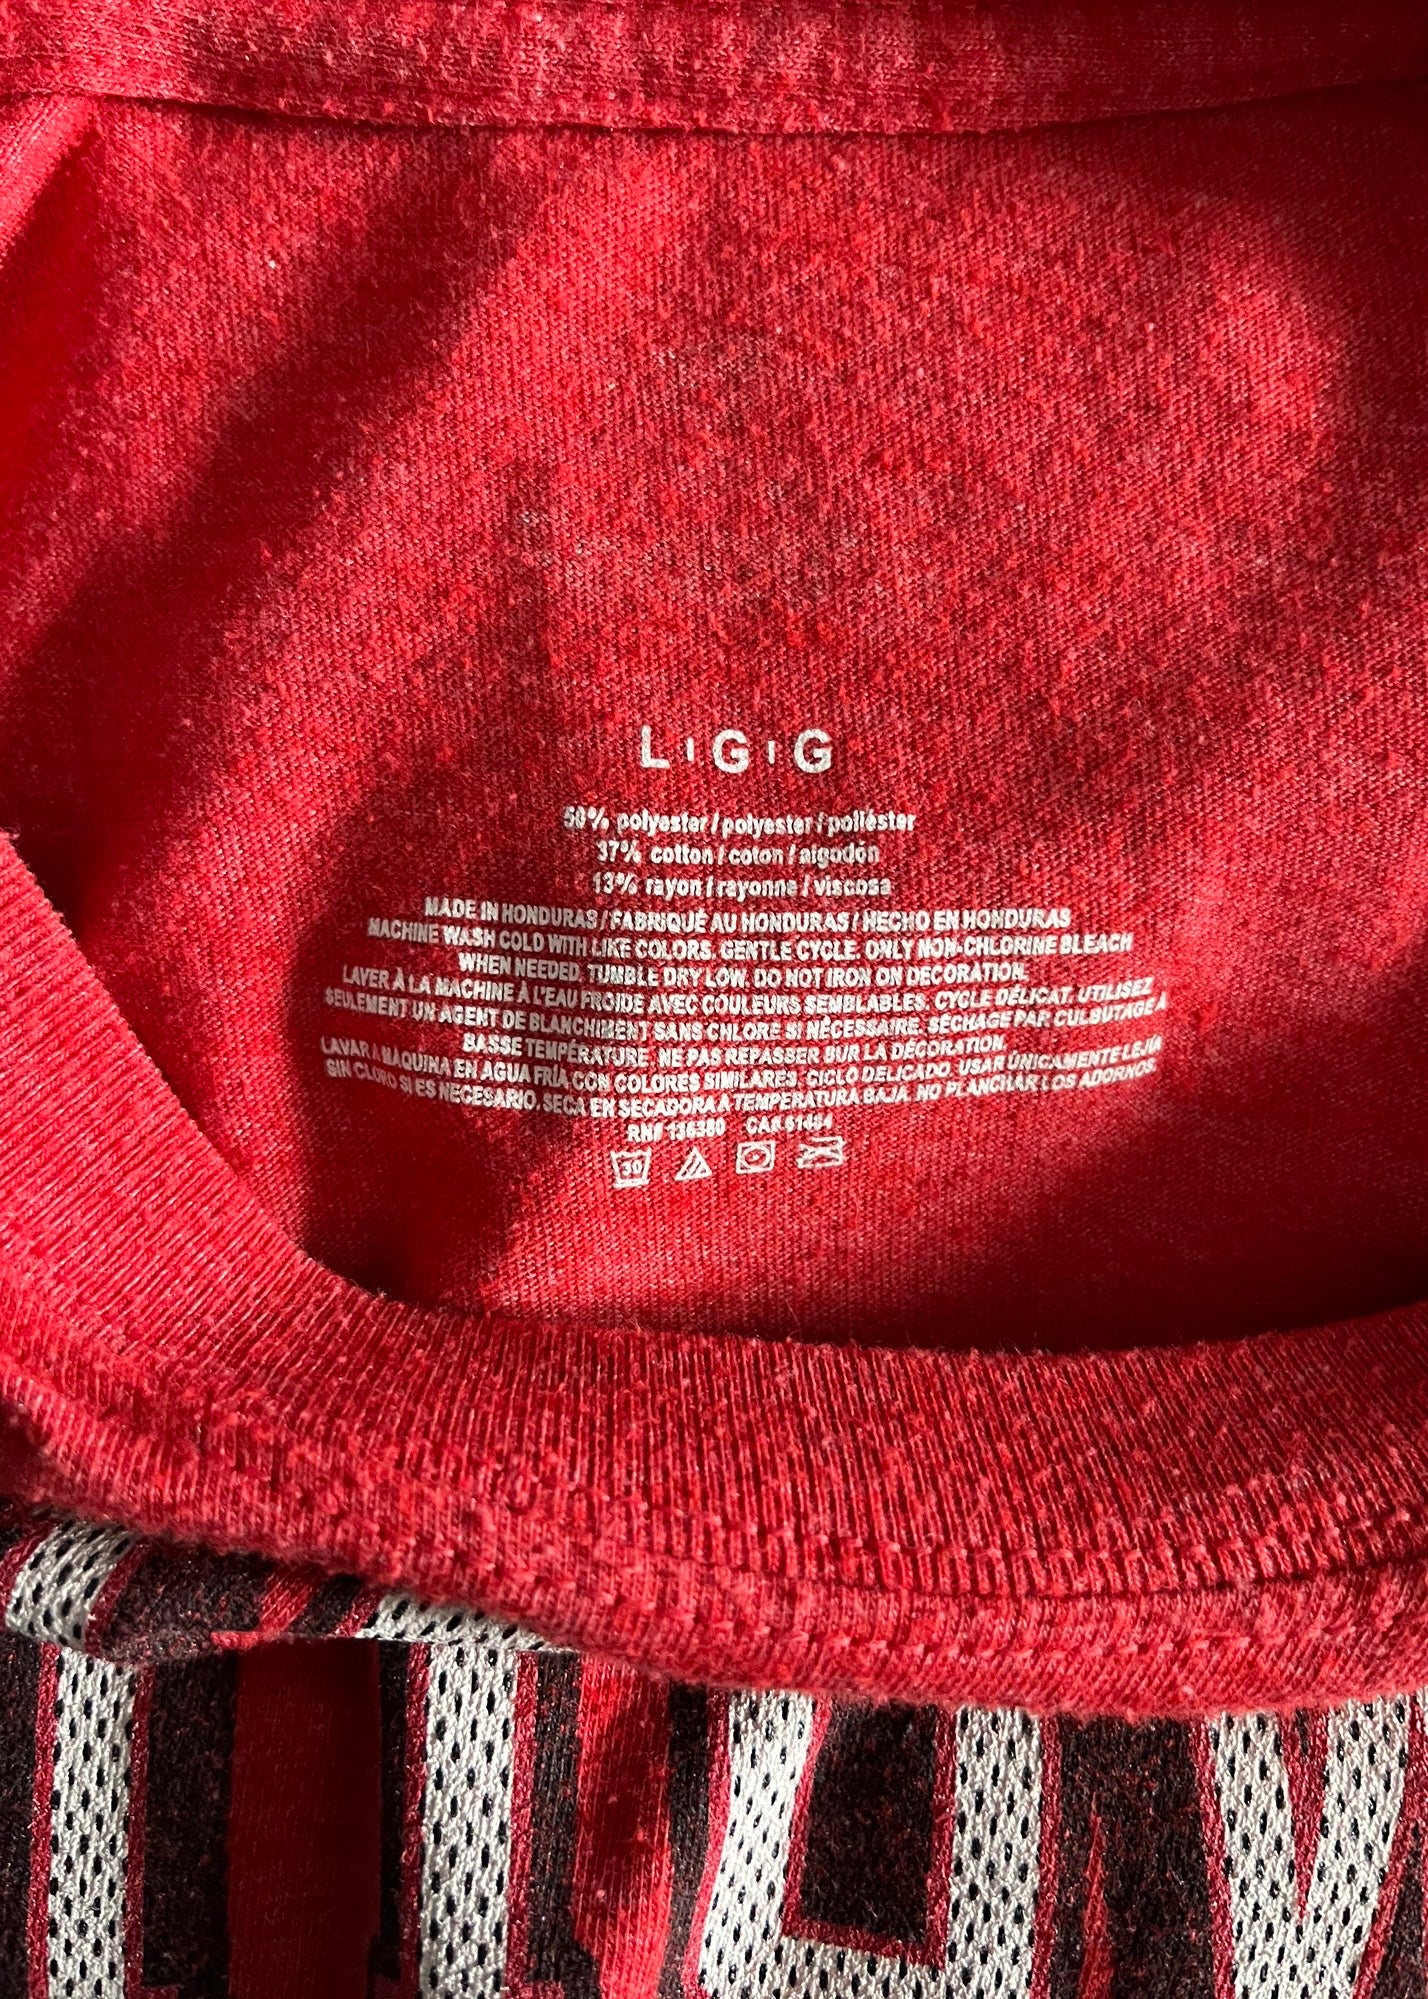 L G G
50% polyester / polyester / poliéster
37% cotton / coton / algodón
13% rayon / rayonne / viscosa
MADE IN HONDURAS / FABRIQUÉ AU HONDURAS / HECHO EN HONDURAS
MACHINE WASH COLD WITH LIKE COLORS. GENTLE CYCLE. ONLY NON-CHLORINE BLEACH
WHEN NEEDED. TUMBLE DRY LOW. DO NOT IRON ON DECORATION.
LAVER À LA MACHINE À L'EAU FROIDE AVEC COULEURS SEMBLABLES. CYCLE DÉLICAT. UTILISEZ
SEULEMENT UN AGENT DE BLANCHIMENT SANS CHLORE SI NÉCESSAIRE. SÉCHAGE PAR CULBUTAGE À
BASSE TEMPÉRATURE. NE PAS REPASSER SUR LA DÉCORATION.
LAVAR A MÁQUINA EN AGUA FRÍA CON COLORES SIMILARES. CICLO DELICADO. USAR ÚNICAMENTE LEJÍA
SIN CLORO SI ES NECESARIO. SECA EN SECADORA A TEMPERATURA BAJA. NO PLANCHAR LOS ADORNOS.
RN# 136380 CA#
30